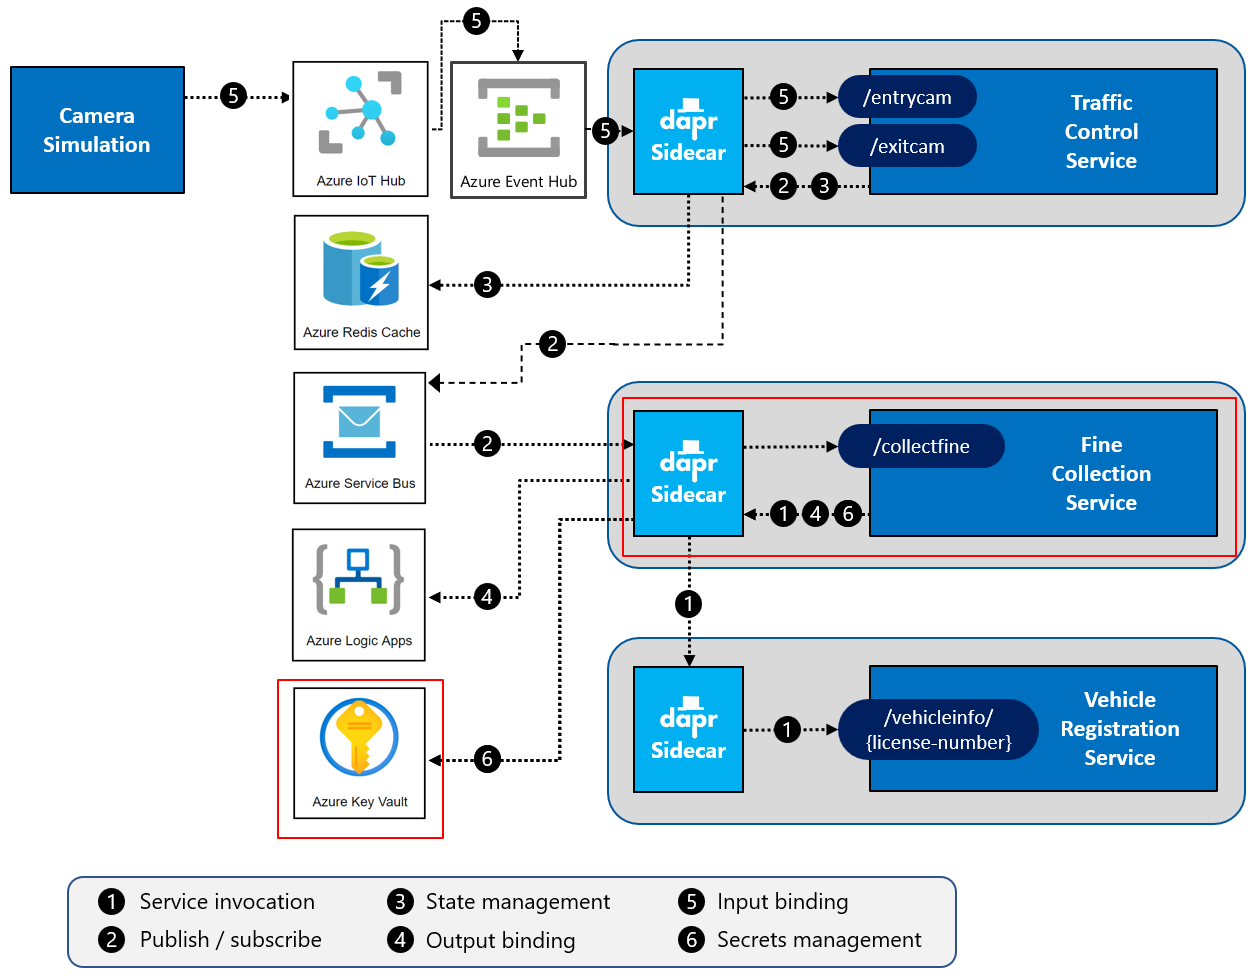 5
Camera
Simulation
5
Azure IoT Hub
Azure Event Hub
5
dapr
Sidecar
5
/entrycam
5
/exitcam
2 3
Traffic
Control
Service
Azure Redis Cache
3
2
Azure Service Bus
2
dapr
Sidecar
/collectfine
1 4 6
Fine
Collection
Service
Azure Logic Apps
4
1
Azure Key Vault
6
dapr
Sidecar
1
/vehicleinfo/
{license-number}
Vehicle
Registration
Service
1 Service invocation
2 Publish / subscribe
3 State management
4 Output binding
5 Input binding
6 Secrets management